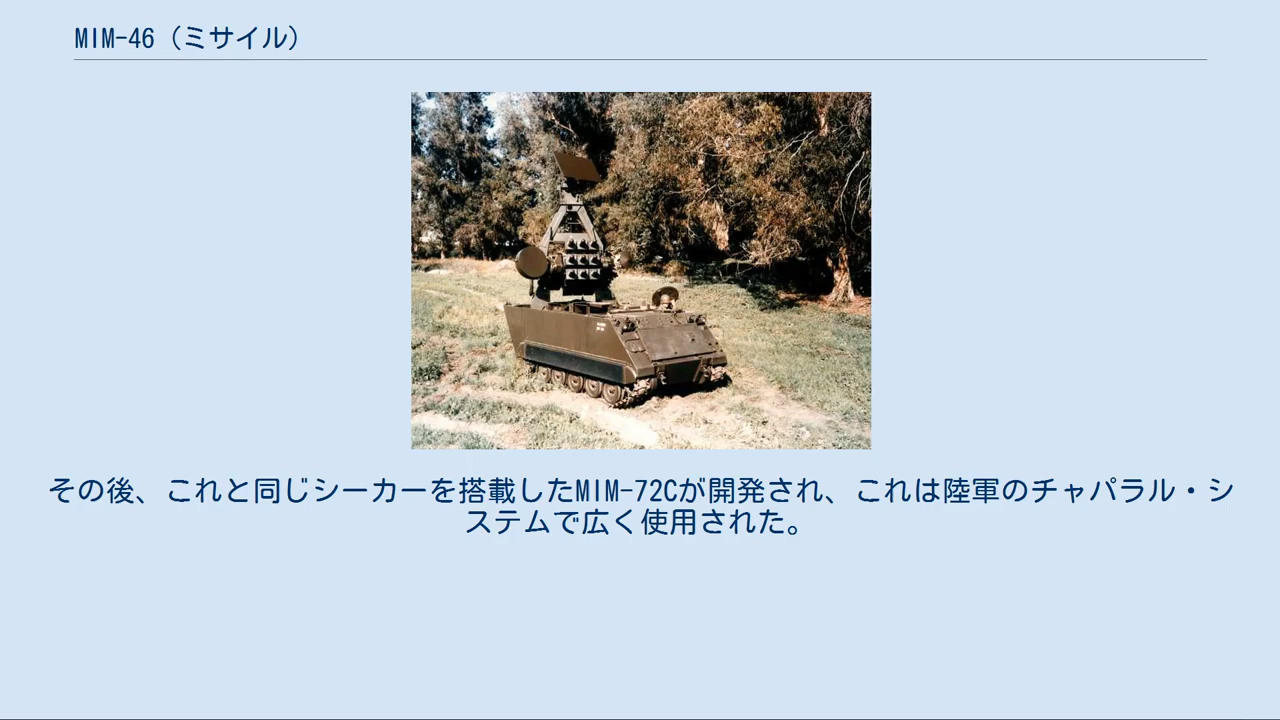 MIM-46（ミサイル）
その後、これと同じシーカーを搭載したMIM-72Cが開発され、これは陸軍のチャパラル・シ
ステムで広く使用された。